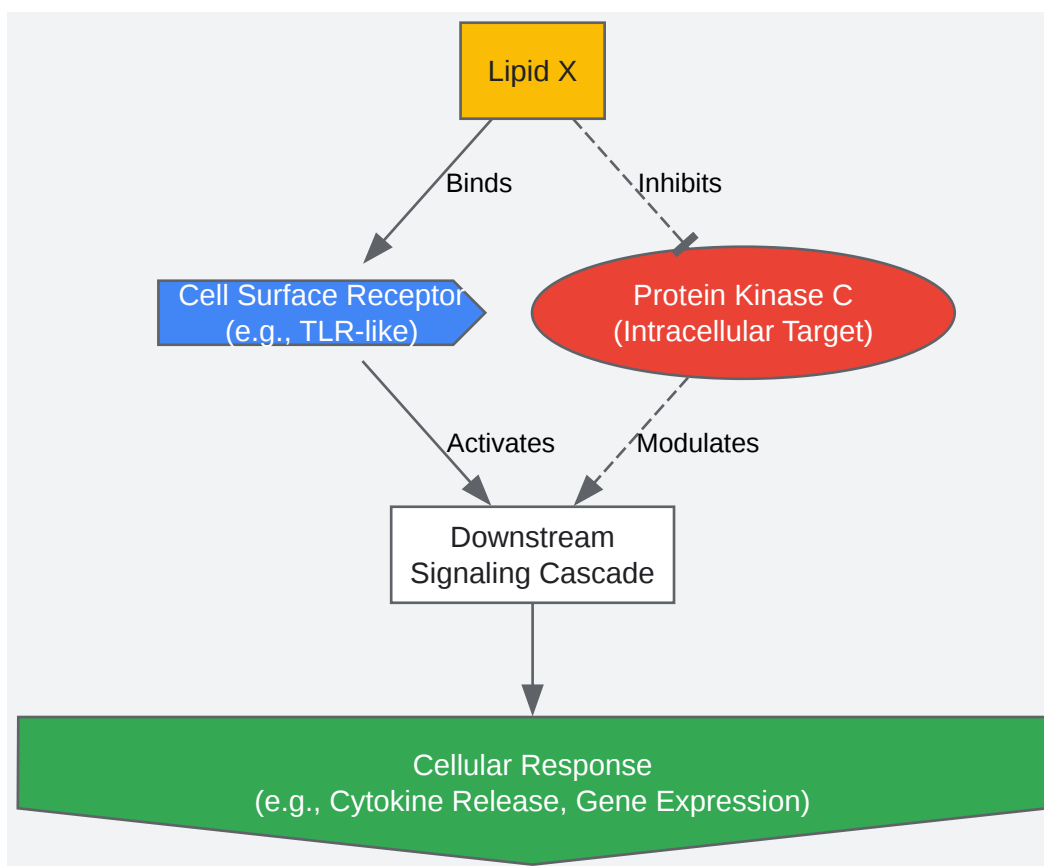 Lipid X
Binds
Inhibits
Cell Surface Receptor
(e.g., TLR-like)
Protein Kinase C
(Intracellular Target)
Activates
Modulates
Downstream
Signaling Cascade
Cellular Response
(e.g., Cytokine Release, Gene Expression)